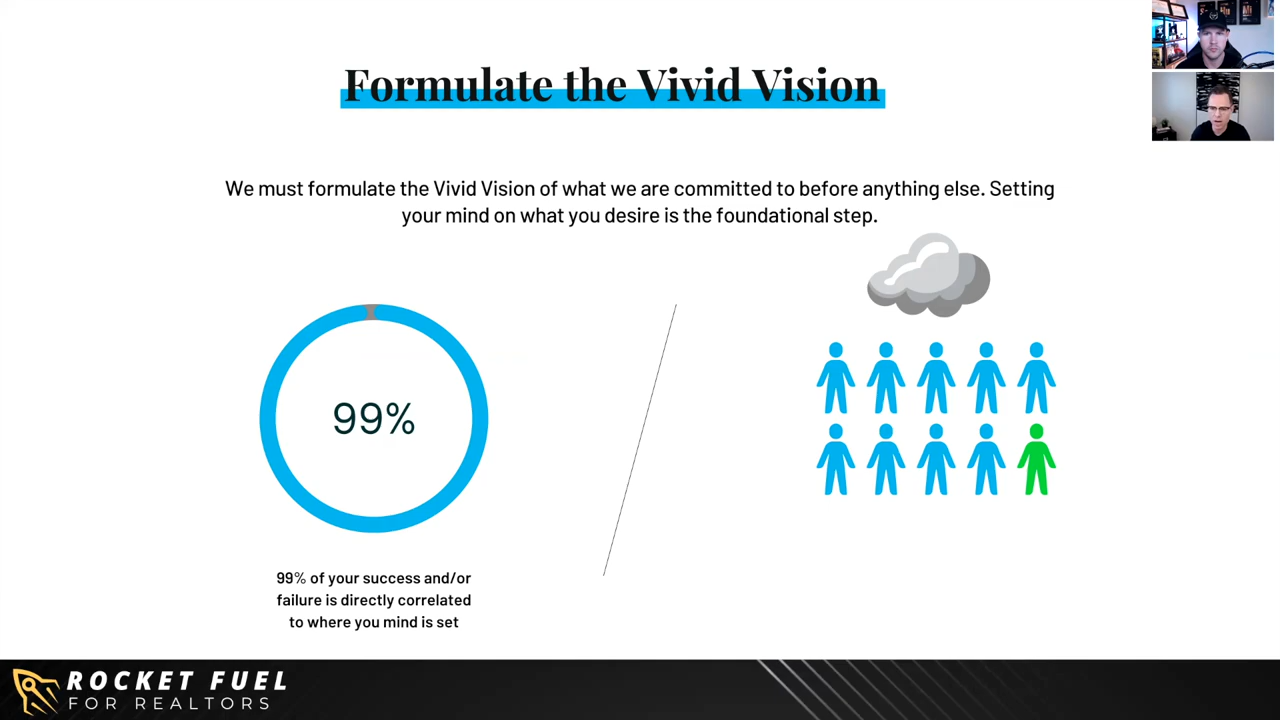 Formulate the Vivid Vision
We must formulate the Vivid Vision of what we are committed to before anything else. Setting
your mind on what you desire is the foundational step.
99%
99% of your success and/or
failure is directly correlated
to where you mind is set
ROCKET FUEL
FOR REALTORS